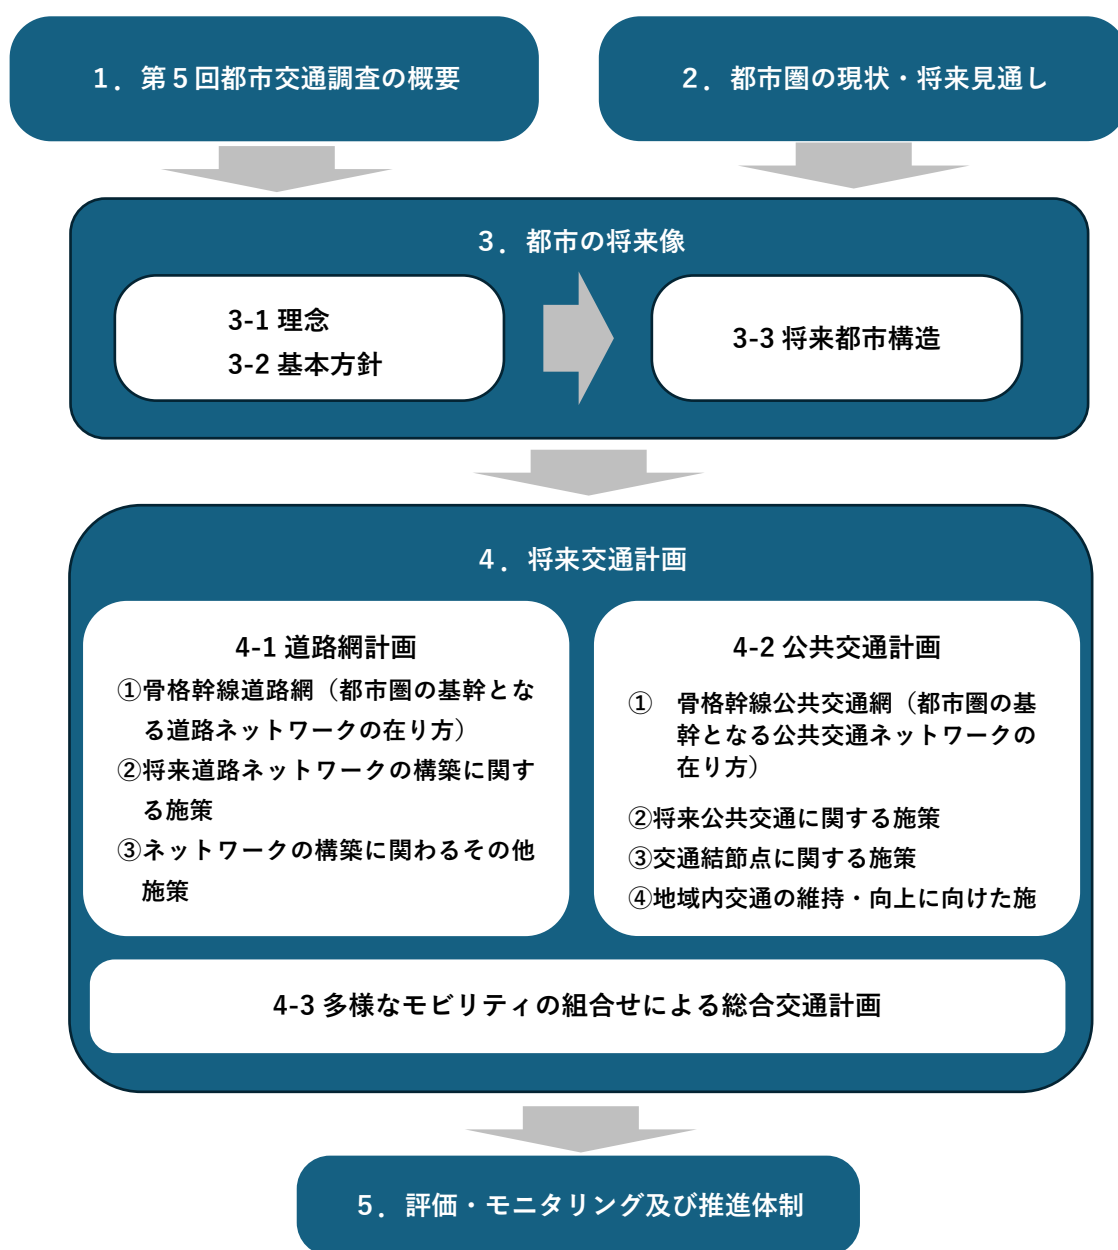 1．第５回都市交通調査の概要
2．都市圏の現状・将来見通し
3．都市の将来像
3-1 理念
3-2 基本方針
3-3 将来都市構造
4．将来交通計画
4-1 道路網計画
①骨格幹線道路網（都市圏の基幹とな
る道路ネットワークの在り方）
②将来道路ネットワークの構築に関す
る施策
③ネットワークの構築に関わるその他
施策
4-2 公共交通計画
①　骨格幹線公共交通網（都市圏の基
幹となる公共交通ネットワークの
在り方）
②将来公共交通に関する施策
③交通結節点に関する施策
④地域内交通の維持・向上に向けた施
4-3 多様なモビリティの組合せによる総合交通計画
5．評価・モニタリング及び推進体制